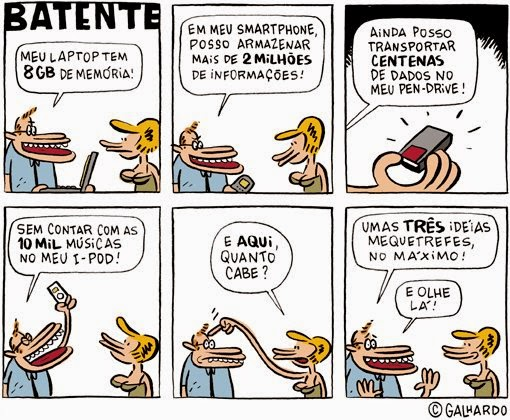 BATENTE
MEU LAPTOP TEM
8GB DE MEMÓRIA!
EM MEU SMARTPHONE,
POSSO ARMAZENAR
MAIS DE 2 MILHÕES
DE INFORMAÇÕES!
AINDA POSSO
TRANSPORTAR
CENTENAS
DE DADOS NO
MEU PEN-DRIVE!
SEM CONTAR COM AS
10 MIL MÚSICAS
NO MEU I-POD!
E AQUI,
QUANTO
CABE?
UMAS TRÊS IDÉIAS
MEQUETREFES,
NO MÁXIMO!
E OLHE
LÁ!
© GALHARDO